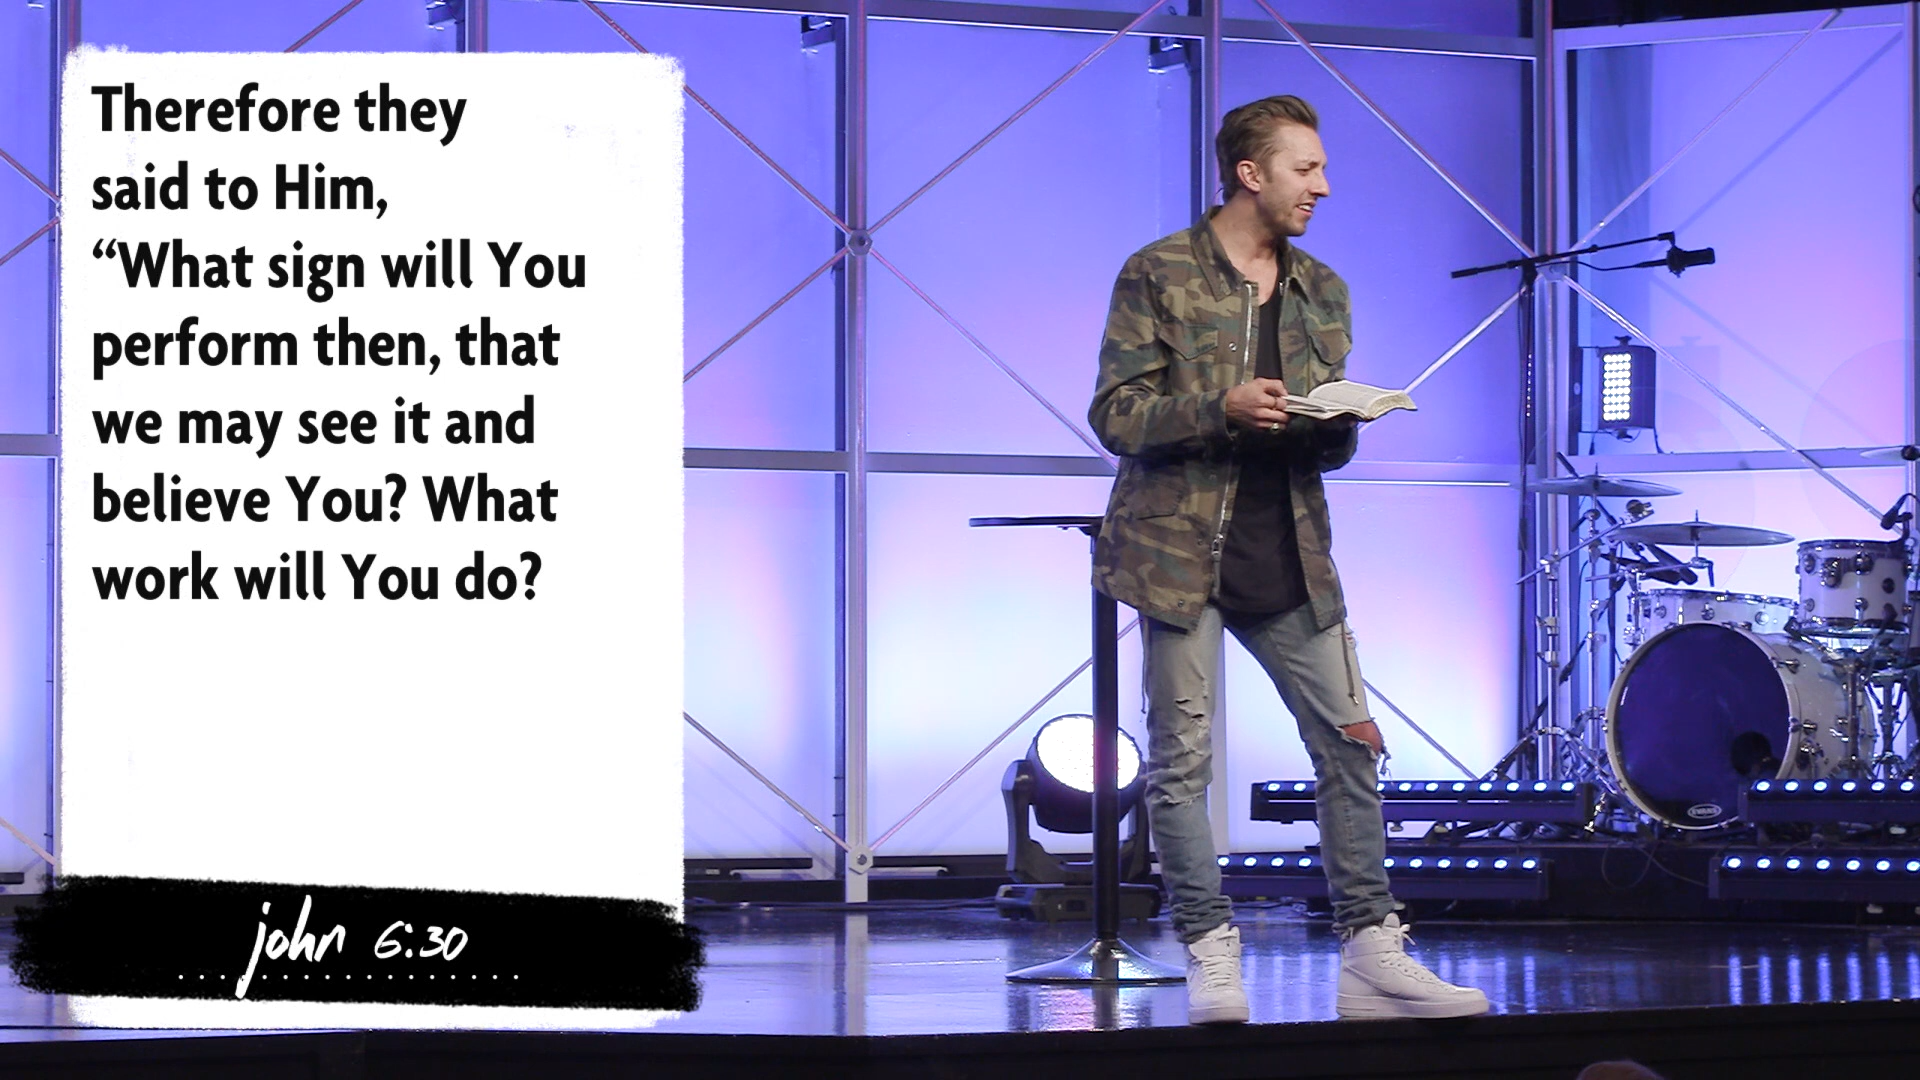 Therefore they
said to Him,
“What sign will You
perform then, that
we may see it and
believe You? What
work will You do?
john 6:30
EVANS